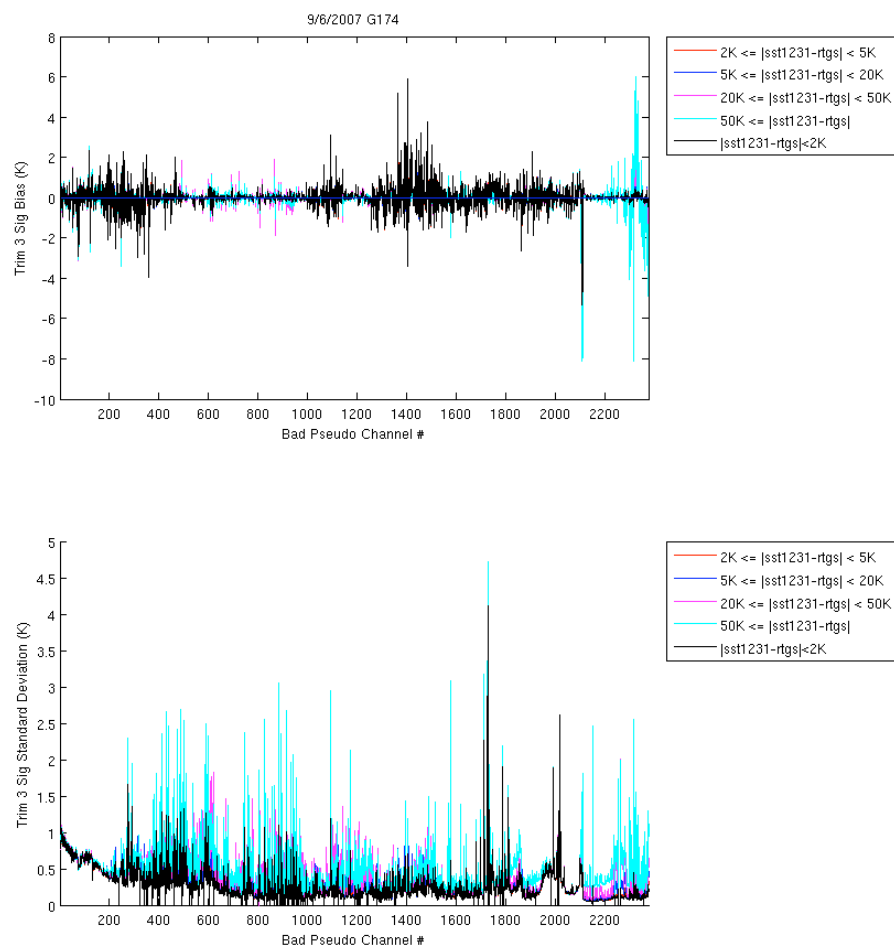 9/6/2007 G174
8
6
4
2
0
-2
-4
-6
-8
-10
Trim 3 Sig Bias (K)
200 400 600 800 1000 1200 1400 1600 1800 2000 2200
Bad Pseudo Channel #
2K <= |sst1231-rtgs| < 5K
5K <= |sst1231-rtgs| < 20K
20K <= |sst1231-rtgs| < 50K
50K <= |sst1231-rtgs|
|sst1231-rtgs|<2K
5
4.5
4
3.5
3
2.5
2
1.5
1
0.5
0
Trim 3 Sig Standard Deviation (K)
200 400 600 800 1000 1200 1400 1600 1800 2000 2200
Bad Pseudo Channel #
2K <= |sst1231-rtgs| < 5K
5K <= |sst1231-rtgs| < 20K
20K <= |sst1231-rtgs| < 50K
50K <= |sst1231-rtgs|
|sst1231-rtgs|<2K